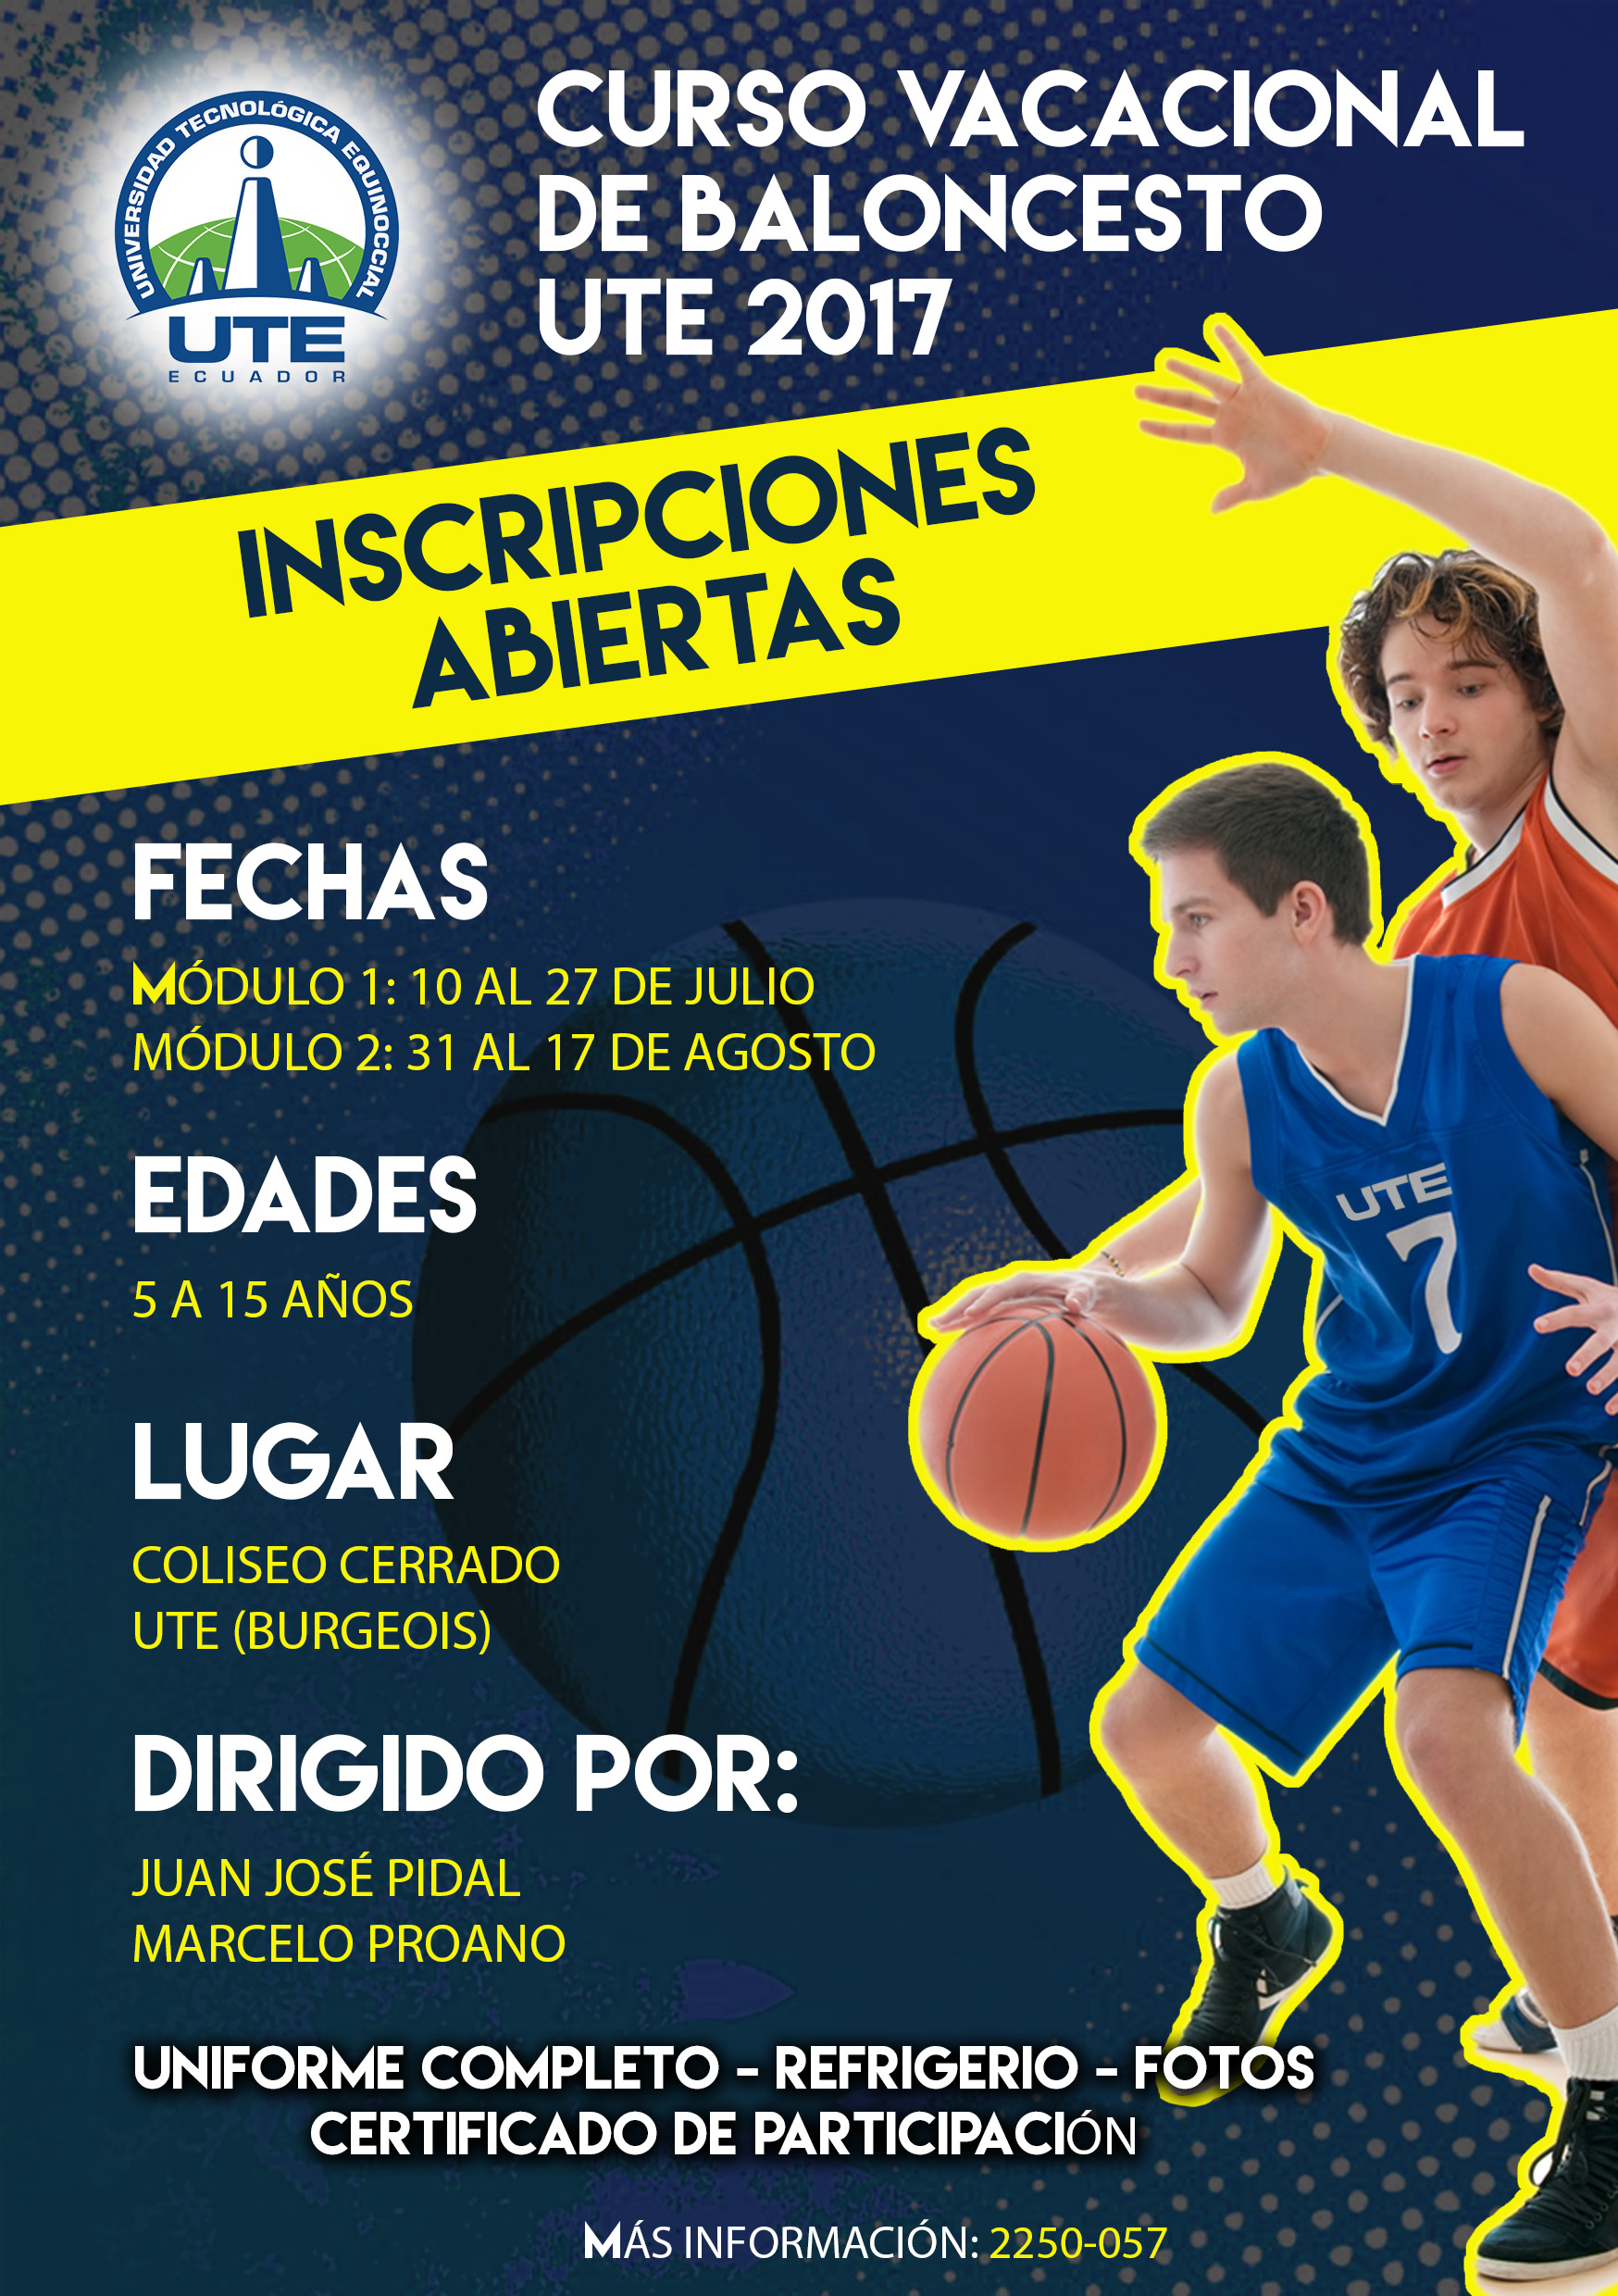 UNIVERSIDAD TECNOLÓGICA EQUINOCCIAL
UTE
ECUADOR
CURSO VACACIONAL
DE BALONCESTO
UTE 2017
INSCRIPCIONES
ABIERTAS
FECHAS
MÓDULO 1: 10 AL 27 DE JULIO
MÓDULO 2: 31 AL 17 DE AGOSTO
EDADES
5 A 15 AÑOS
UTE
7
LUGAR
COLISEO CERRADO
UTE (BURGEOIS)
DIRIGIDO POR:
JUAN JOSÉ PIDAL
MARCELO PROANO
UNIFORME COMPLETO - REFRIGERIO - FOTOS
CERTIFICADO DE PARTICIPACIÓN
MÁS INFORMACIÓN: 2250-057